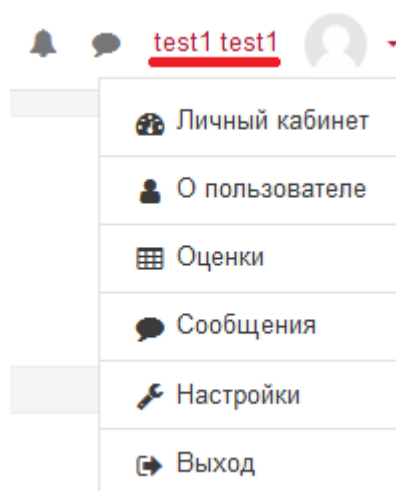 test1 test1
Личный кабинет
О пользователе
Оценки
Сообщения
Настройки
Выход